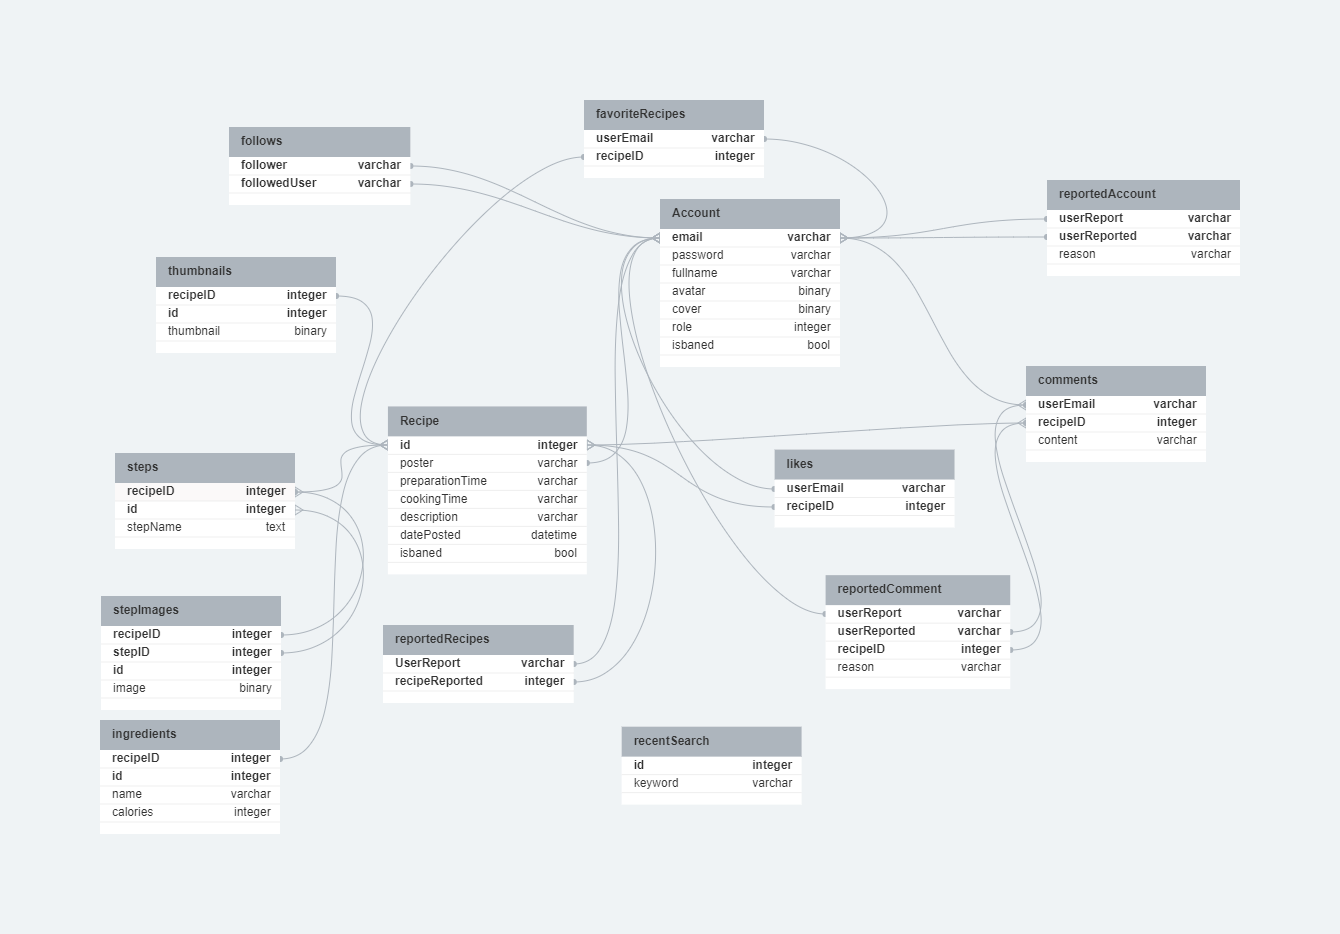 favoriteRecipes
userEmail varchar
recipeID integer
follows
follower varchar
followedUser varchar
reportedAccount
userReport varchar
userReported varchar
reason varchar
Account
email varchar
password varchar
fullname varchar
avatar binary
cover binary
role integer
isbaned bool
thumbnails
recipeID integer
id integer
thumbnail binary
comments
userEmail varchar
recipeID integer
content varchar
Recipe
id integer
poster varchar
preparationTime varchar
cookingTime varchar
description varchar
datePosted datetime
isbaned bool
likes
userEmail varchar
recipeID integer
steps
recipeID integer
id integer
stepName text
reportedComment
userReport varchar
userReported varchar
recipeID integer
reason varchar
stepImages
recipeID integer
stepID integer
id integer
image binary
reportedRecipes
UserReport varchar
recipeReported integer
ingredients
recipeID integer
id integer
name varchar
calories integer
recentSearch
id integer
keyword varchar